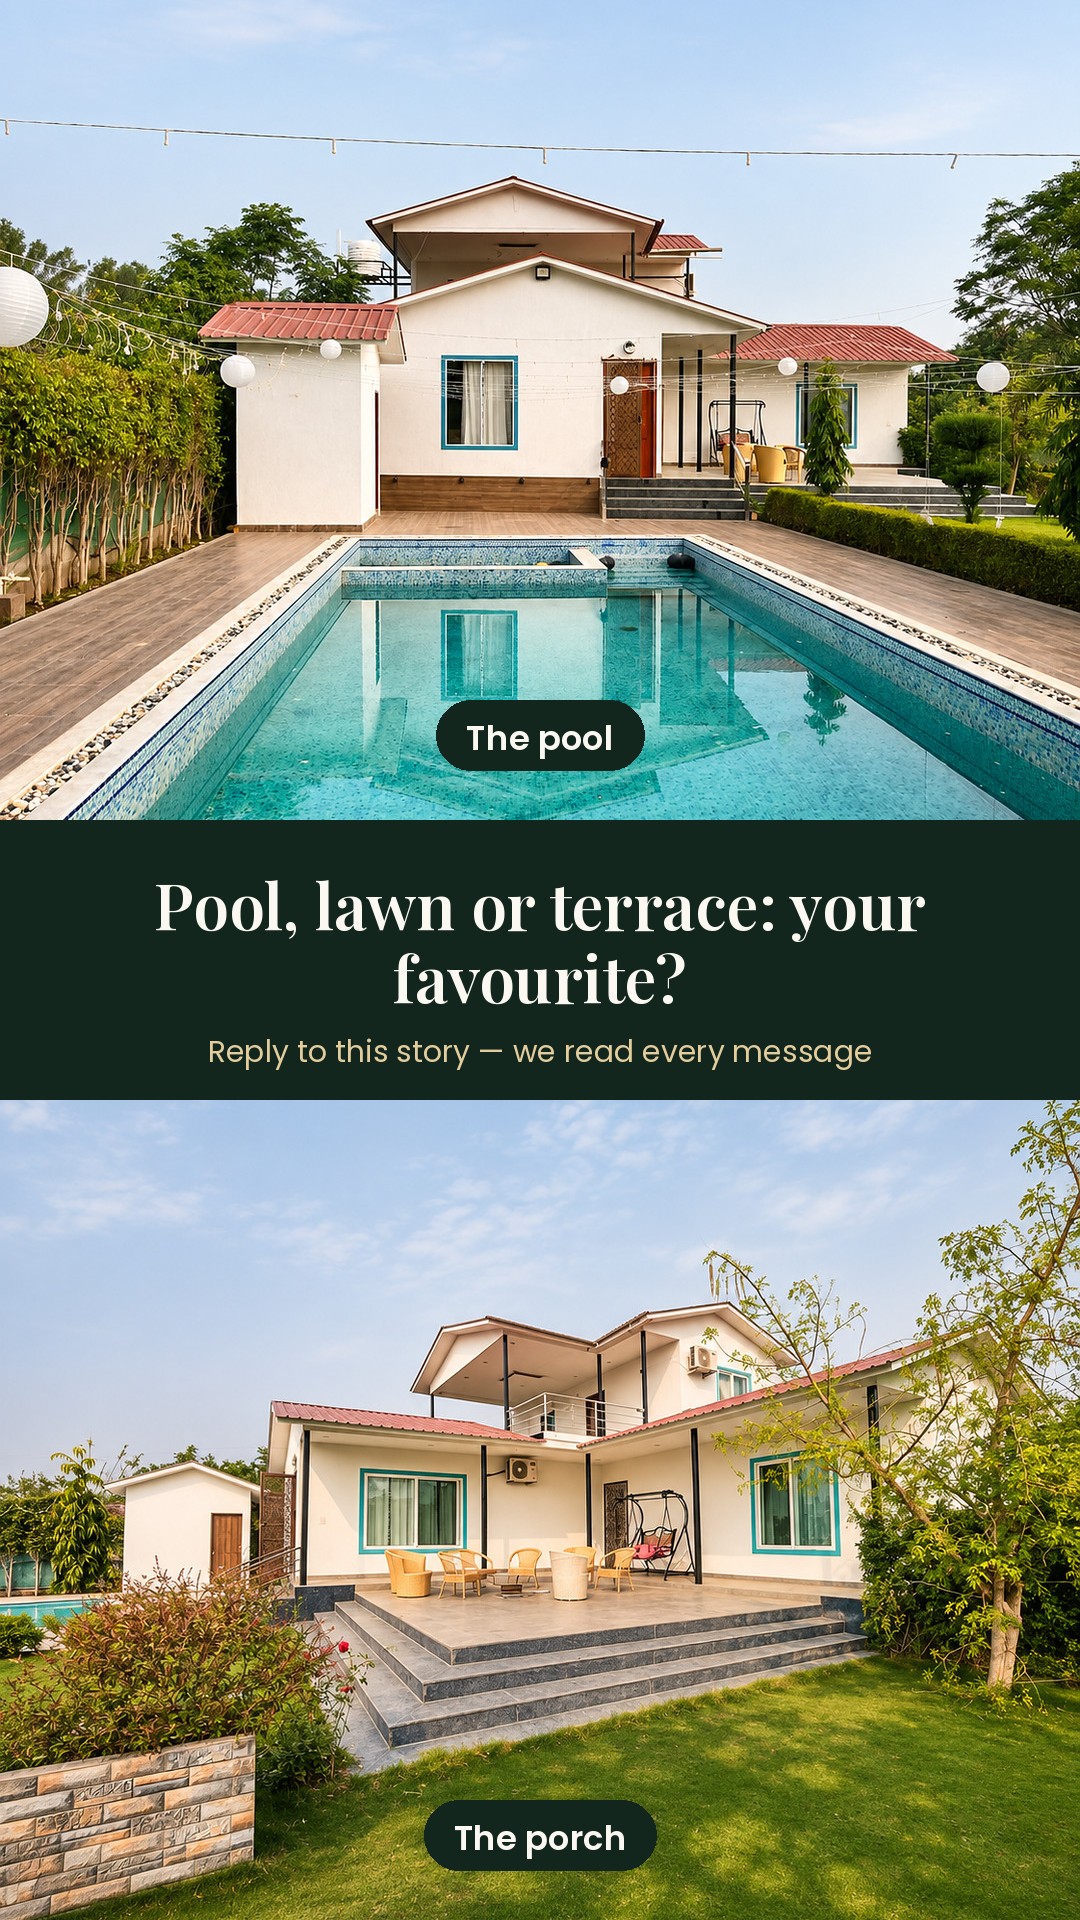 The pool
Pool, lawn or terrace: your
favourite?
Reply to this story — we read every message
The porch